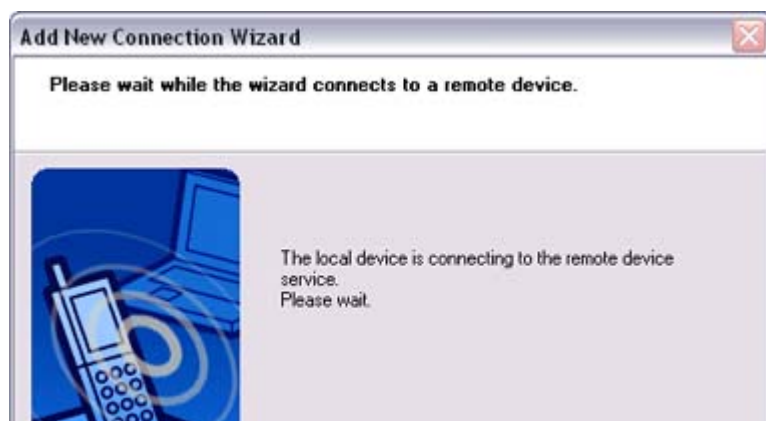 Add New Connection Wizard
Please wait while the wizard connects to a remote device.
The local device is connecting to the remote device
service.
Please wait.